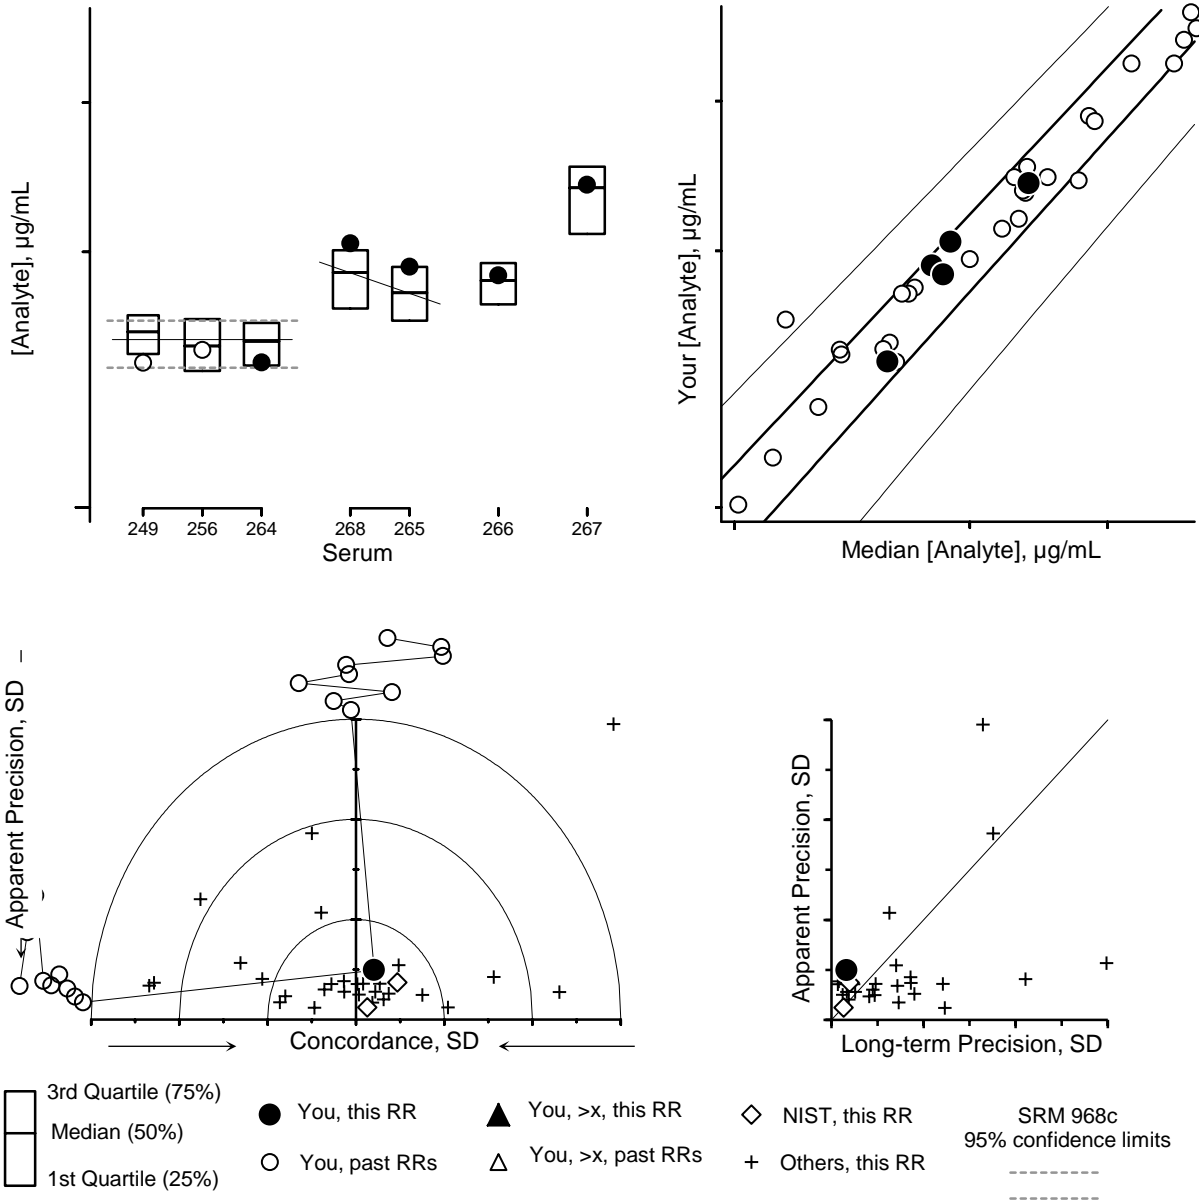 [Analyte], µg/mL
249 256 264 268 265 266 267
Serum
Your [Analyte], µg/mL
Median [Analyte], µg/mL
Apparent Precision, SD
Concordance, SD
Apparent Precision, SD
Long-term Precision, SD
3rd Quartile (75%)
Median (50%)
1st Quartile (25%)
You, this RR
You, past RRs
You, >x, this RR
You, >x, past RRs
NIST, this RR
Others, this RR
SRM 968c
95% confidence limits